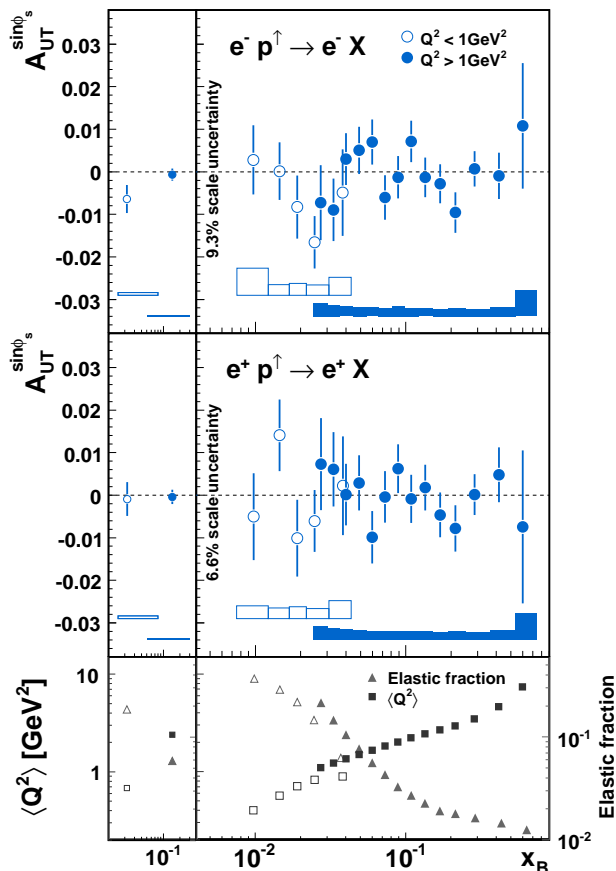 A_UT^sinφ_s
0.03
0.02
0.01
0
-0.01
-0.02
-0.03
e⁻ p↑ → e⁻ X
Q² < 1GeV²
Q² > 1GeV²
9.3% scale uncertainty
A_UT^sinφ_s
0.03
0.02
0.01
0
-0.01
-0.02
-0.03
e⁺ p↑ → e⁺ X
6.6% scale uncertainty
⟨Q²⟩ [GeV²]
10
1
Elastic fraction
⟨Q²⟩
10⁻¹
10⁻²
Elastic fraction
10⁻¹
10⁻²
10⁻¹
x_B